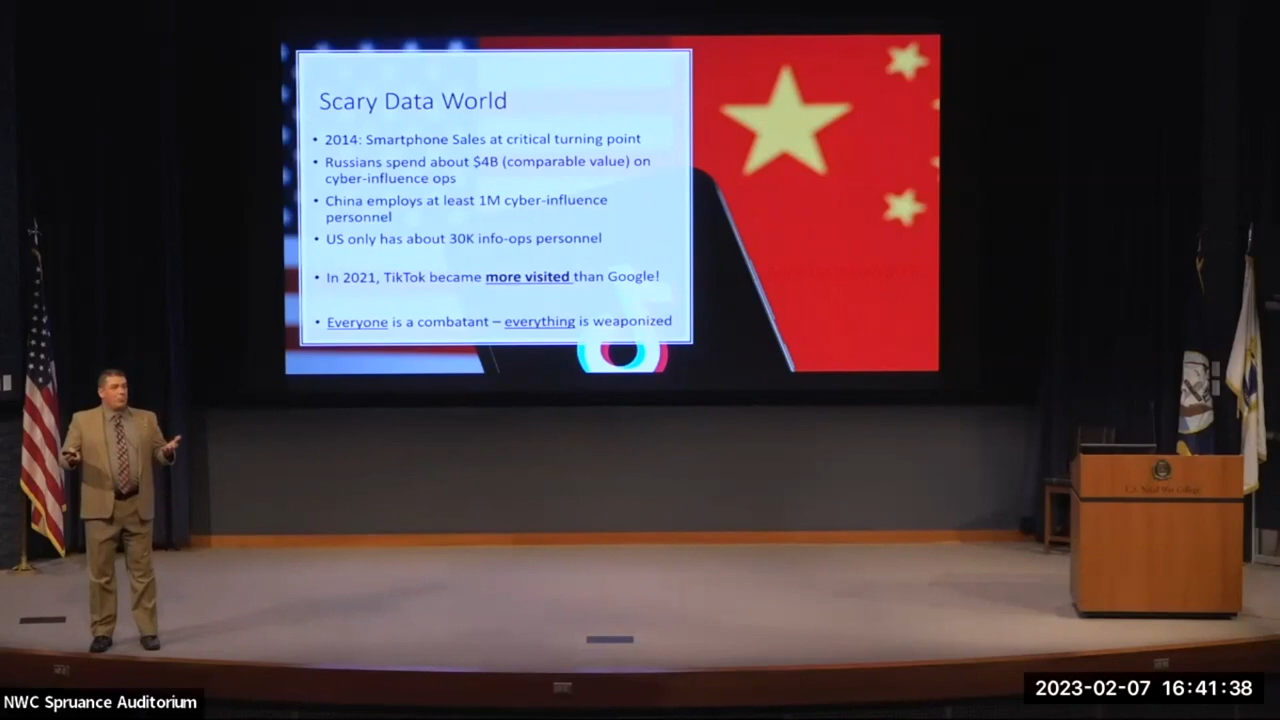 Scary Data World
• 2014: Smartphone Sales at critical turning point
• Russians spend about $4B (comparable value) on
cyber-influence ops
• China employs at least 1M cyber-influence
personnel
• US only has about 30K info-ops personnel
• In 2021, TikTok became more visited than Google!
• Everyone is a combatant – everything is weaponized
U.S. Naval War College
NWC Spruance Auditorium
2023-02-07 16:41:38